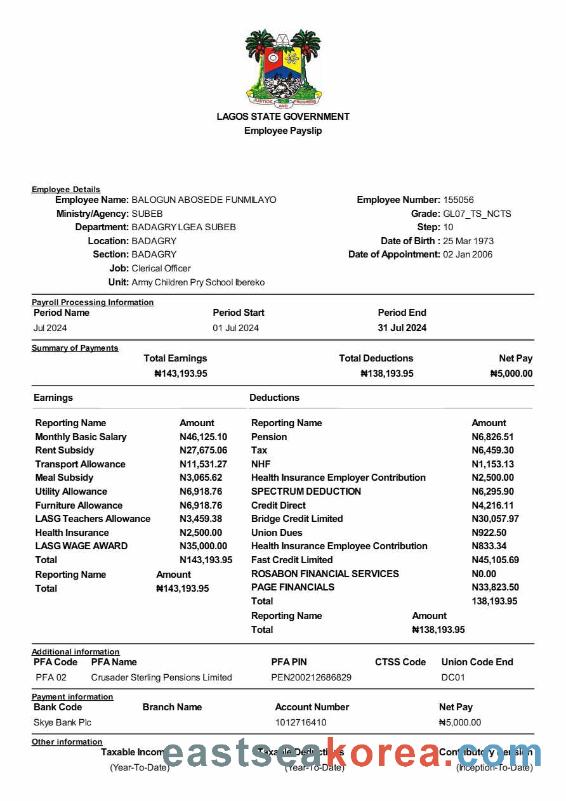 LAGOS STATE GOVERNMENT
Employee Payslip
Employee Details
Employee Name: BALOGUN ABOSEDE FUNMILAYO Employee Number: 155056
Ministry/Agency: SUBEB Grade: GL07_TS_NCTS
Department: BADAGRY LGEA SUBEB Step: 10
Location: BADAGRY Date of Birth : 25 Mar 1973
Section: BADAGRY Date of Appointment: 02 Jan 2006
Job: Clerical Officer
Unit: Army Children Pry School Ibereko
Payroll Processing Information
Period Name Period Start Period End
Jul 2024 01 Jul 2024 31 Jul 2024
Summary of Payments
Total Earnings Total Deductions Net Pay
₦143,193.95 ₦138,193.95 ₦5,000.00
Earnings Deductions
Reporting Name Amount Reporting Name Amount
Monthly Basic Salary N46,125.10 Pension N6,826.51
Rent Subsidy N27,675.06 Tax N6,459.30
Transport Allowance N11,531.27 NHF N1,153.13
Meal Subsidy N3,065.62 Health Insurance Employer Contribution N2,500.00
Utility Allowance N6,918.76 SPECTRUM DEDUCTION N6,295.90
Furniture Allowance N6,918.76 Credit Direct N4,216.11
LASG Teachers Allowance N3,459.38 Bridge Credit Limited N30,057.97
Health Insurance N2,500.00 Union Dues N922.50
LASG WAGE AWARD N35,000.00 Health Insurance Employee Contribution N833.34
Total N143,193.95 Fast Credit Limited N45,105.69
Reporting Name Amount ROSABON FINANCIAL SERVICES N0.00
Total ₦143,193.95 PAGE FINANCIALS N33,823.50
Total 138,193.95
Reporting Name Amount
Total ₦138,193.95
Additional information
PFA Code PFA Name PFA PIN CTSS Code Union Code End
PFA 02 Crusader Sterling Pensions Limited PEN200212686829 DC01
Payment information
Bank Code Branch Name Account Number Net Pay
Skye Bank Plc 1012716410 ₦5,000.00
Other information
Taxable Income Taxable Deductions Contributory Pension
(Year-To-Date) (Year-To-Date) (Inception-To-Date)
eastseakorea.com